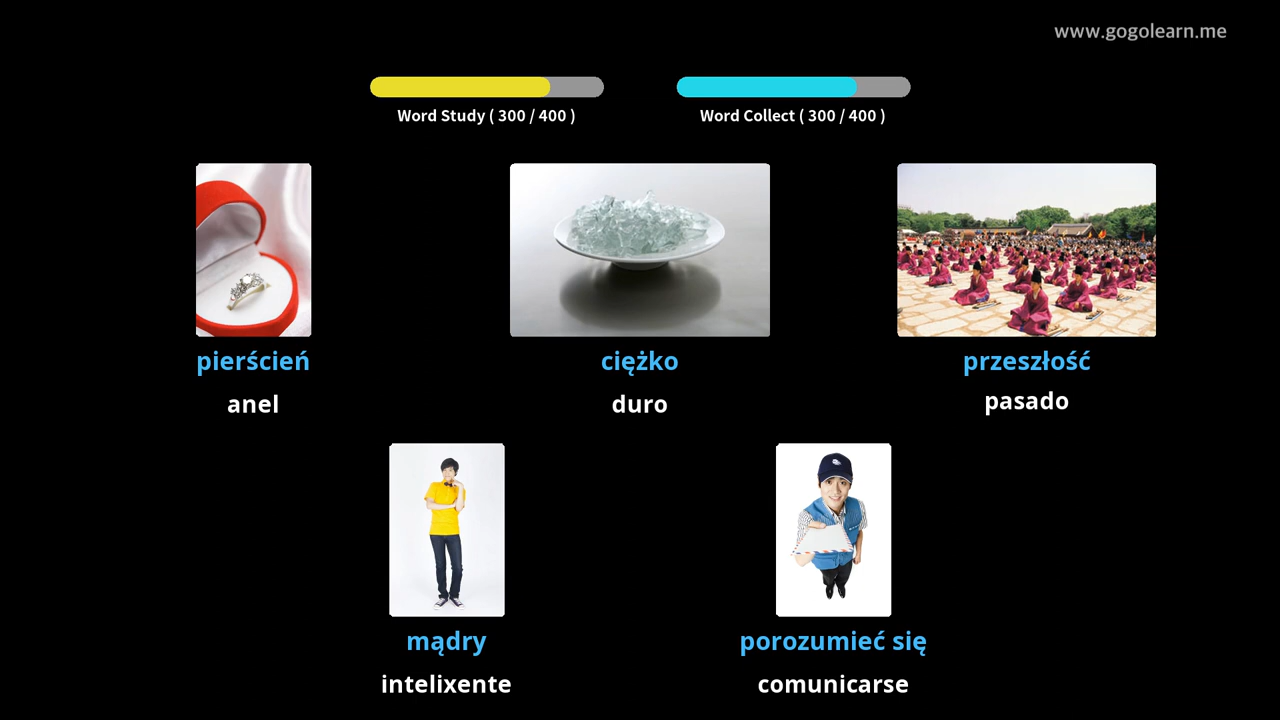 www.gogolearn.me
Word Study ( 300 / 400 )
Word Collect ( 300 / 400 )
pierścień
ciężko
przeszłość
anel
duro
pasado
mądry
porozumieć się
intelixente
comunicarse